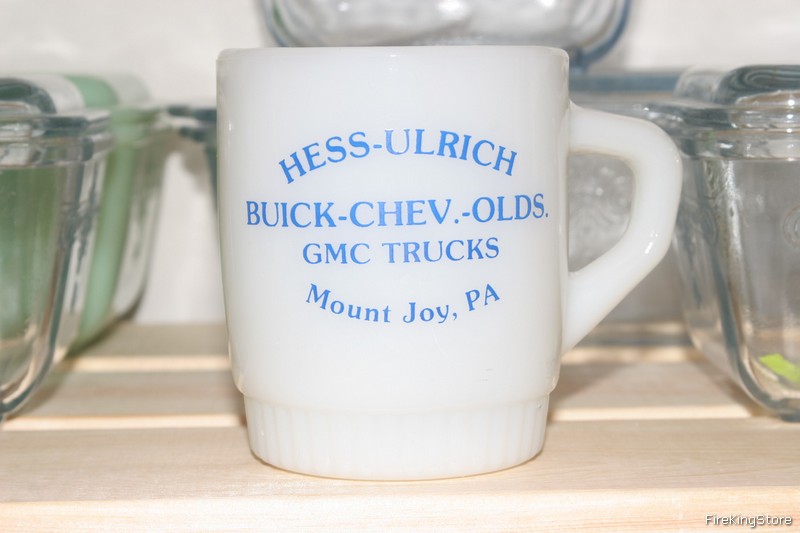 HESS-ULRICH
BUICK-CHEV.-OLDS.
GMC TRUCKS
Mount Joy, PA
FireKingStore